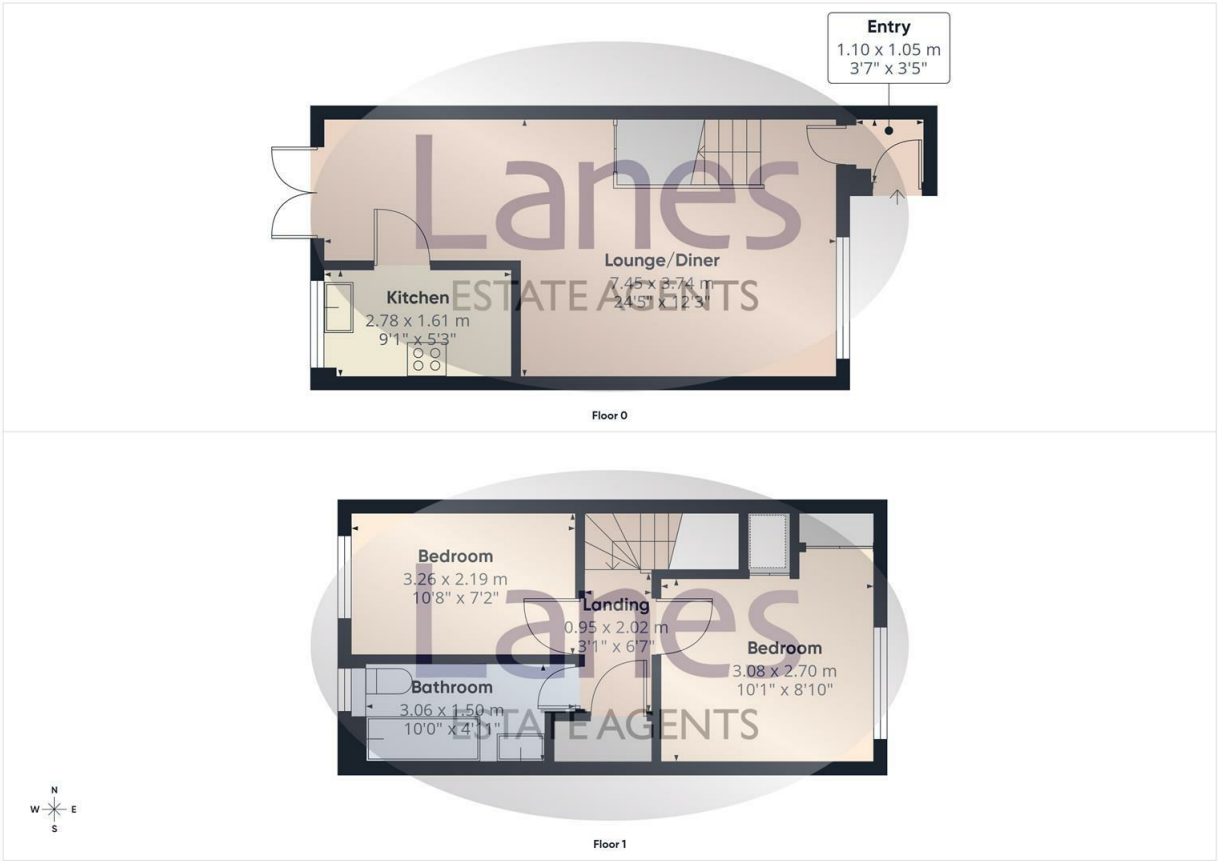 Entry
1.10 x 1.05 m
3'7" x 3'5"
Lanes
ESTATE AGENTS
Lounge/Diner
7.45 x 3.74 m
24'5" x 12'3"
Kitchen
2.78 x 1.61 m
9'1" x 5'3"
Floor 0
Lanes
ESTATE AGENTS
Bedroom
3.26 x 2.19 m
10'8" x 7'2"
Landing
0.95 x 2.02 m
3'1" x 6'7"
Bedroom
3.08 x 2.70 m
10'1" x 8'10"
Bathroom
3.06 x 1.50 m
10'0" x 4'11"
N
W E
S
Floor 1